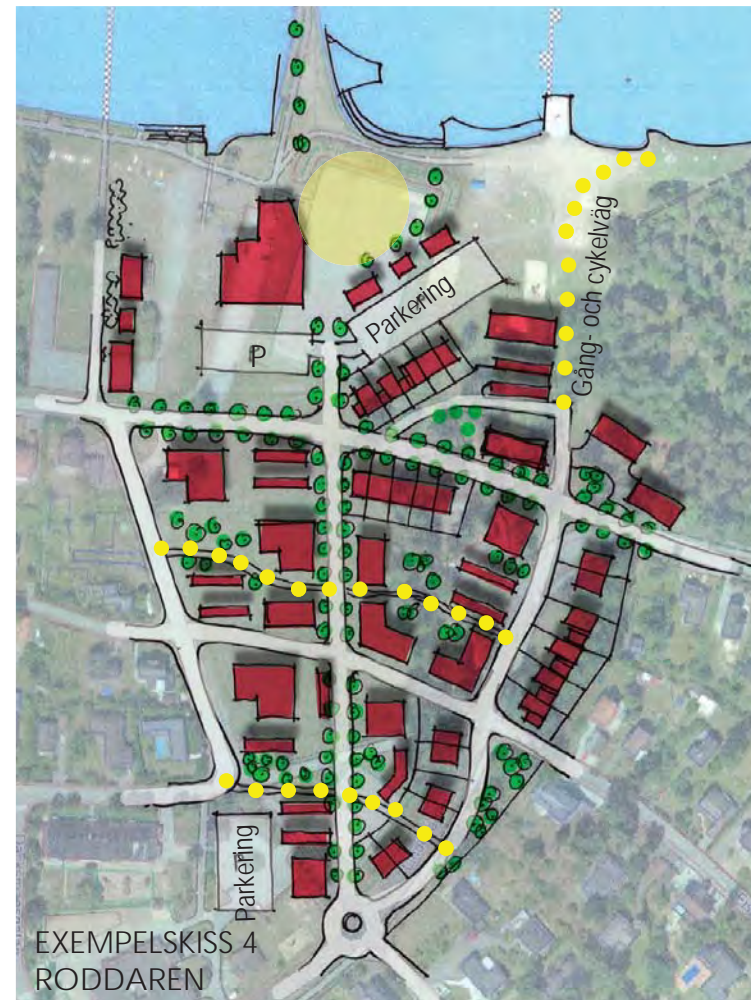 Gång- och cykelväg
Parkering
P
Parkering
EXEMPELSKISS 4
RODDAREN